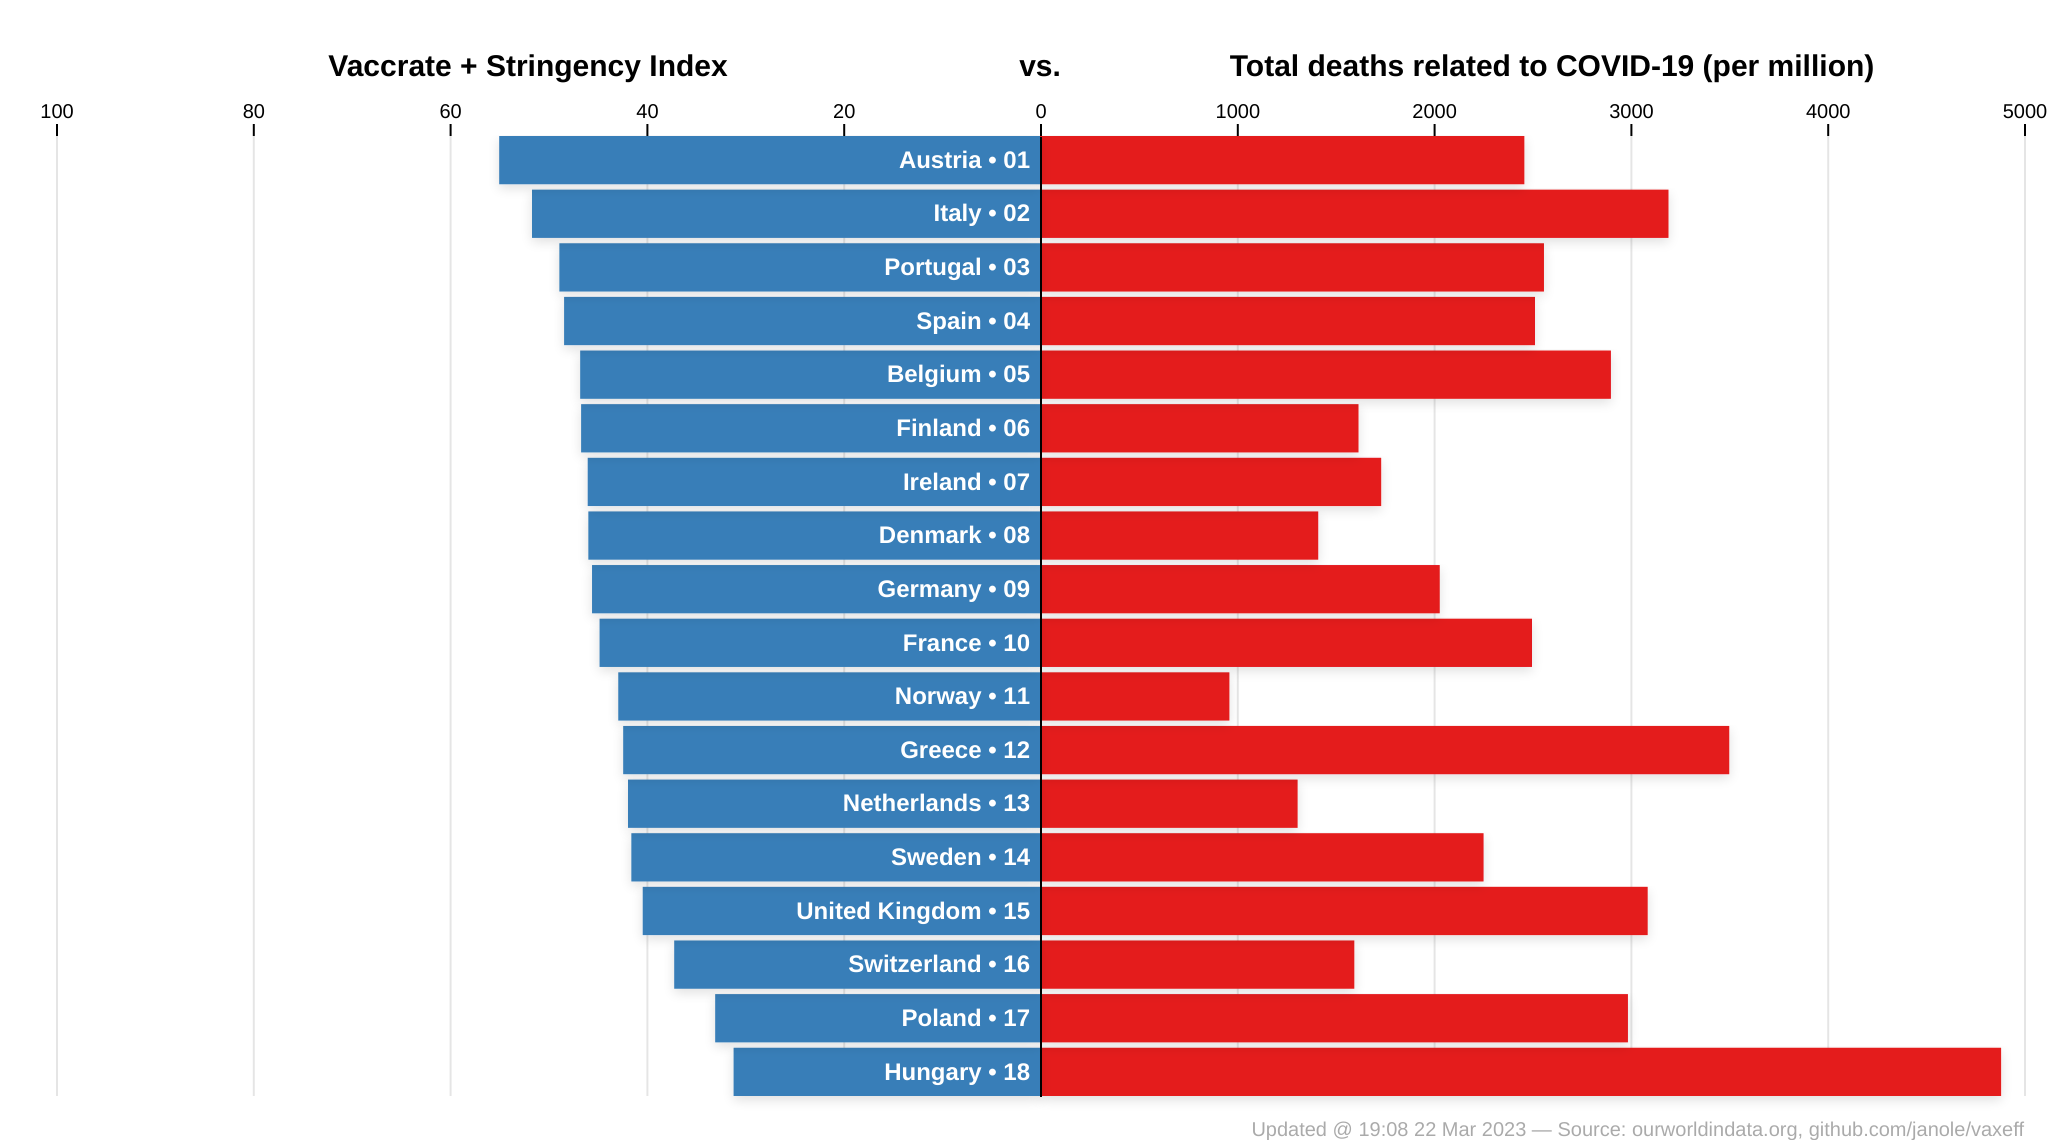 Vaccrate + Stringency Index vs. Total deaths related to COVID-19 (per million)
100 80 60 40 20 0 1000 2000 3000 4000 5000
Austria • 01
Italy • 02
Portugal • 03
Spain • 04
Belgium • 05
Finland • 06
Ireland • 07
Denmark • 08
Germany • 09
France • 10
Norway • 11
Greece • 12
Netherlands • 13
Sweden • 14
United Kingdom • 15
Switzerland • 16
Poland • 17
Hungary • 18
Updated @ 19:08 22 Mar 2023 — Source: ourworldindata.org, github.com/janole/vaxeff